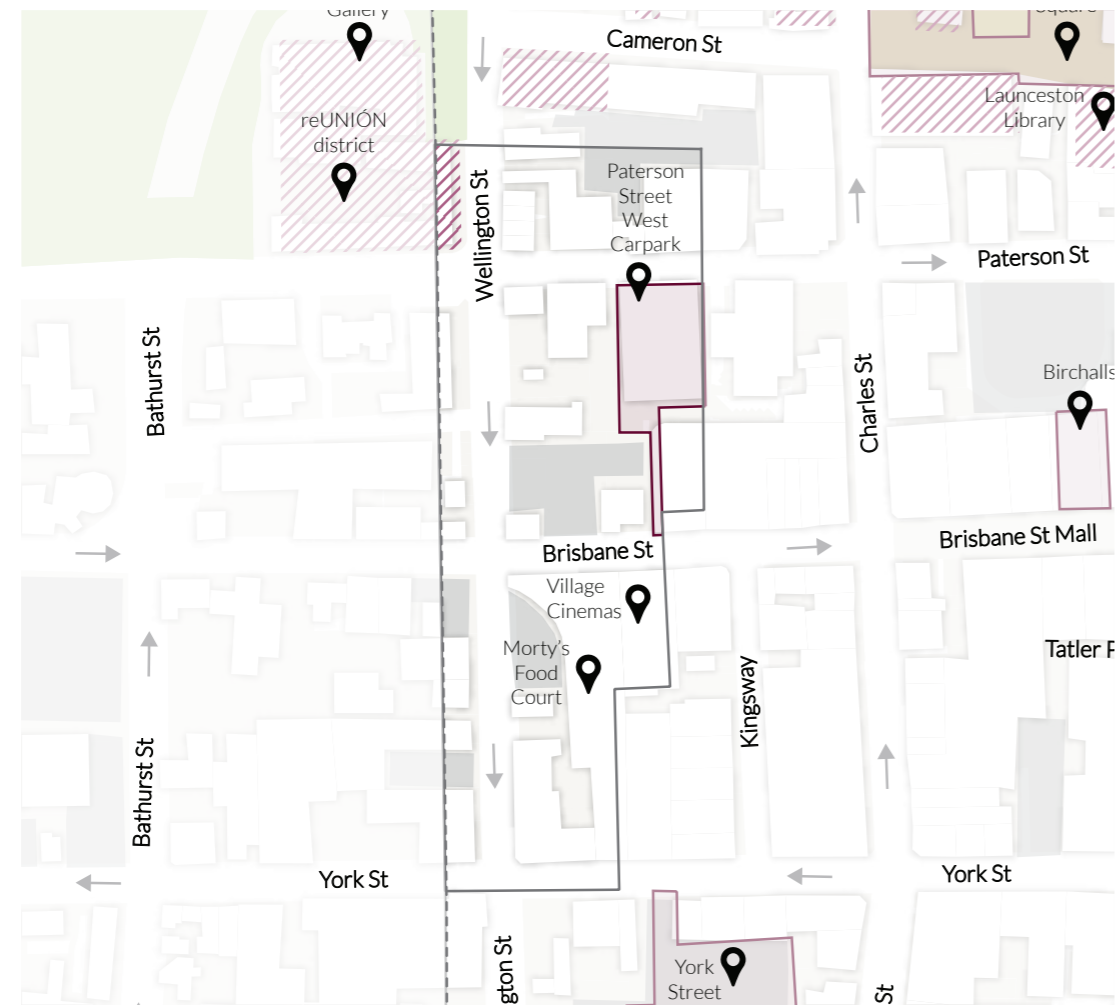 Gallery
Cameron St
Square
reUNIÓN
district
Launceston
Library
Wellington St
Paterson
Street
West
Carpark
Paterson St
Bathurst St
Charles St
Birchalls
Brisbane St
Brisbane St Mall
Village
Cinemas
Morty's
Food
Court
Tatler
Kingsway
Bathurst St
York St
York St
gton St
York
Street
St